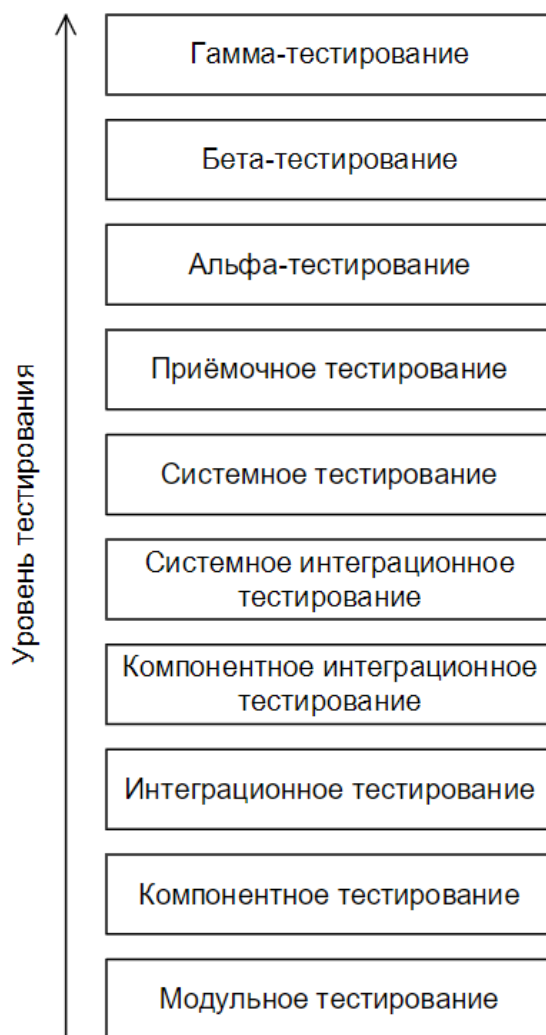 Гамма-тестирование
Бета-тестирование
Альфа-тестирование
Приёмочное тестирование
Системное тестирование
Системное интеграционное
тестирование
Компонентное интеграционное
тестирование
Интеграционное тестирование
Компонентное тестирование
Модульное тестирование
Уровень тестирования